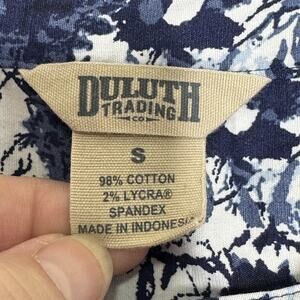 DULUTH
TRADING
CO
S
98% COTTON
2% LYCRA®
SPANDEX
MADE IN INDONESIA